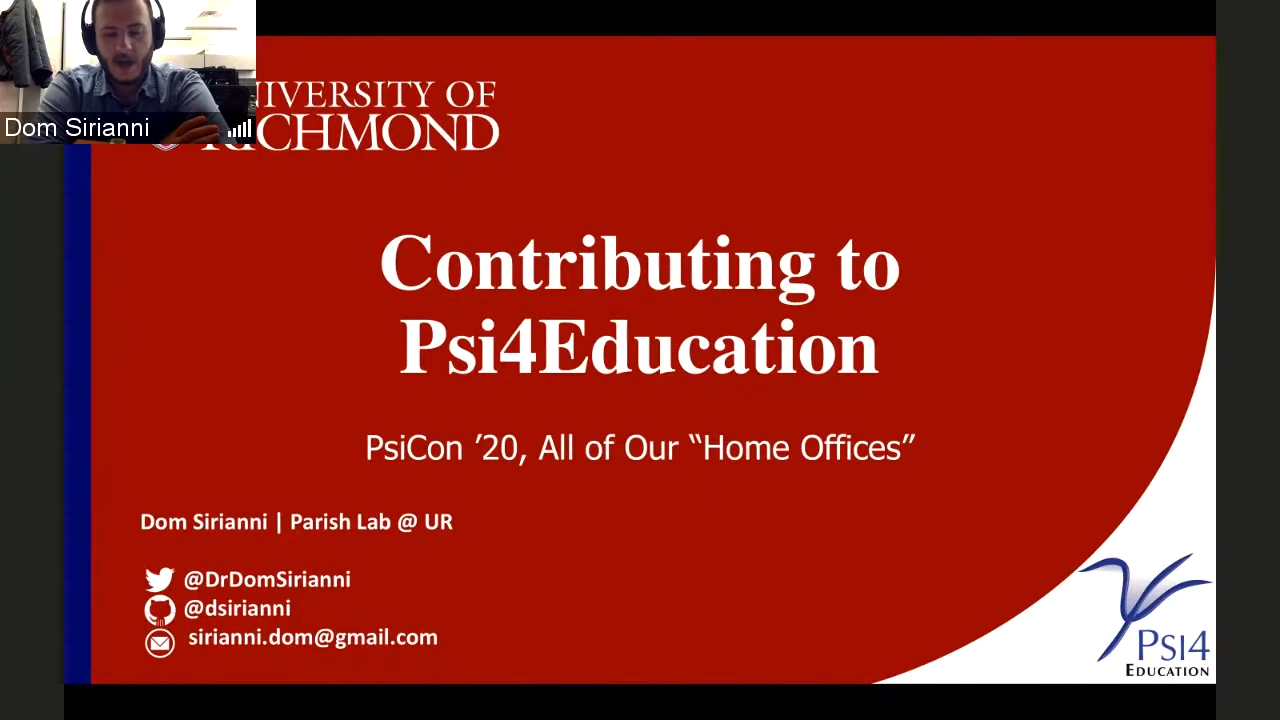 Dom Sirianni
IVERSITY OF
RICHMOND
Contributing to
Psi4Education
PsiCon ’20, All of Our “Home Offices”
Dom Sirianni | Parish Lab @ UR
@DrDomSirianni
@dsirianni
sirianni.dom@gmail.com
PSI4
EDUCATION